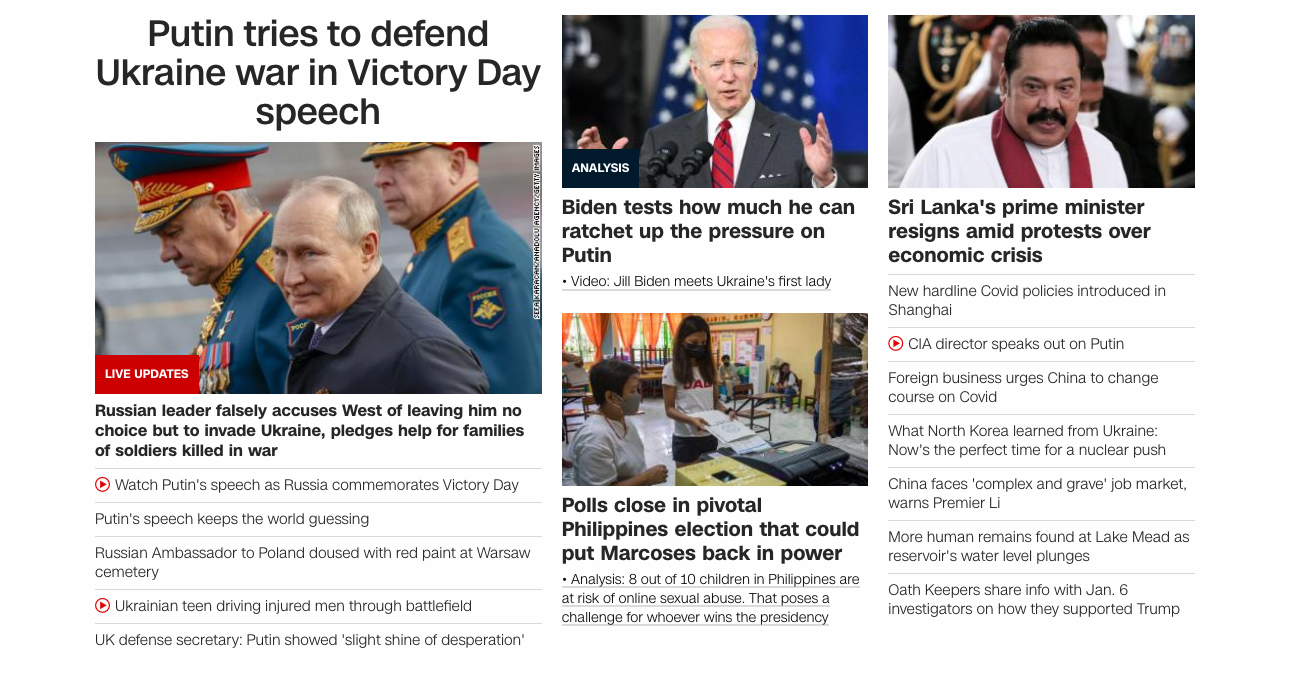 Putin tries to defend
Ukraine war in Victory Day
speech
SEFA KARACAN/ANADOLU AGENCY/GETTY IMAGES
РОССИЯ
LIVE UPDATES
Russian leader falsely accuses West of leaving him no
choice but to invade Ukraine, pledges help for families
of soldiers killed in war
Watch Putin's speech as Russia commemorates Victory Day
Putin's speech keeps the world guessing
Russian Ambassador to Poland doused with red paint at Warsaw
cemetery
Ukrainian teen driving injured men through battlefield
UK defense secretary: Putin showed 'slight shine of desperation'
ANALYSIS
Biden tests how much he can
ratchet up the pressure on
Putin
• Video: Jill Biden meets Ukraine's first lady
Polls close in pivotal
Philippines election that could
put Marcoses back in power
• Analysis: 8 out of 10 children in Philippines are
at risk of online sexual abuse. That poses a
challenge for whoever wins the presidency
Sri Lanka's prime minister
resigns amid protests over
economic crisis
New hardline Covid policies introduced in
Shanghai
CIA director speaks out on Putin
Foreign business urges China to change
course on Covid
What North Korea learned from Ukraine:
Now's the perfect time for a nuclear push
China faces 'complex and grave' job market,
warns Premier Li
More human remains found at Lake Mead as
reservoir's water level plunges
Oath Keepers share info with Jan. 6
investigators on how they supported Trump